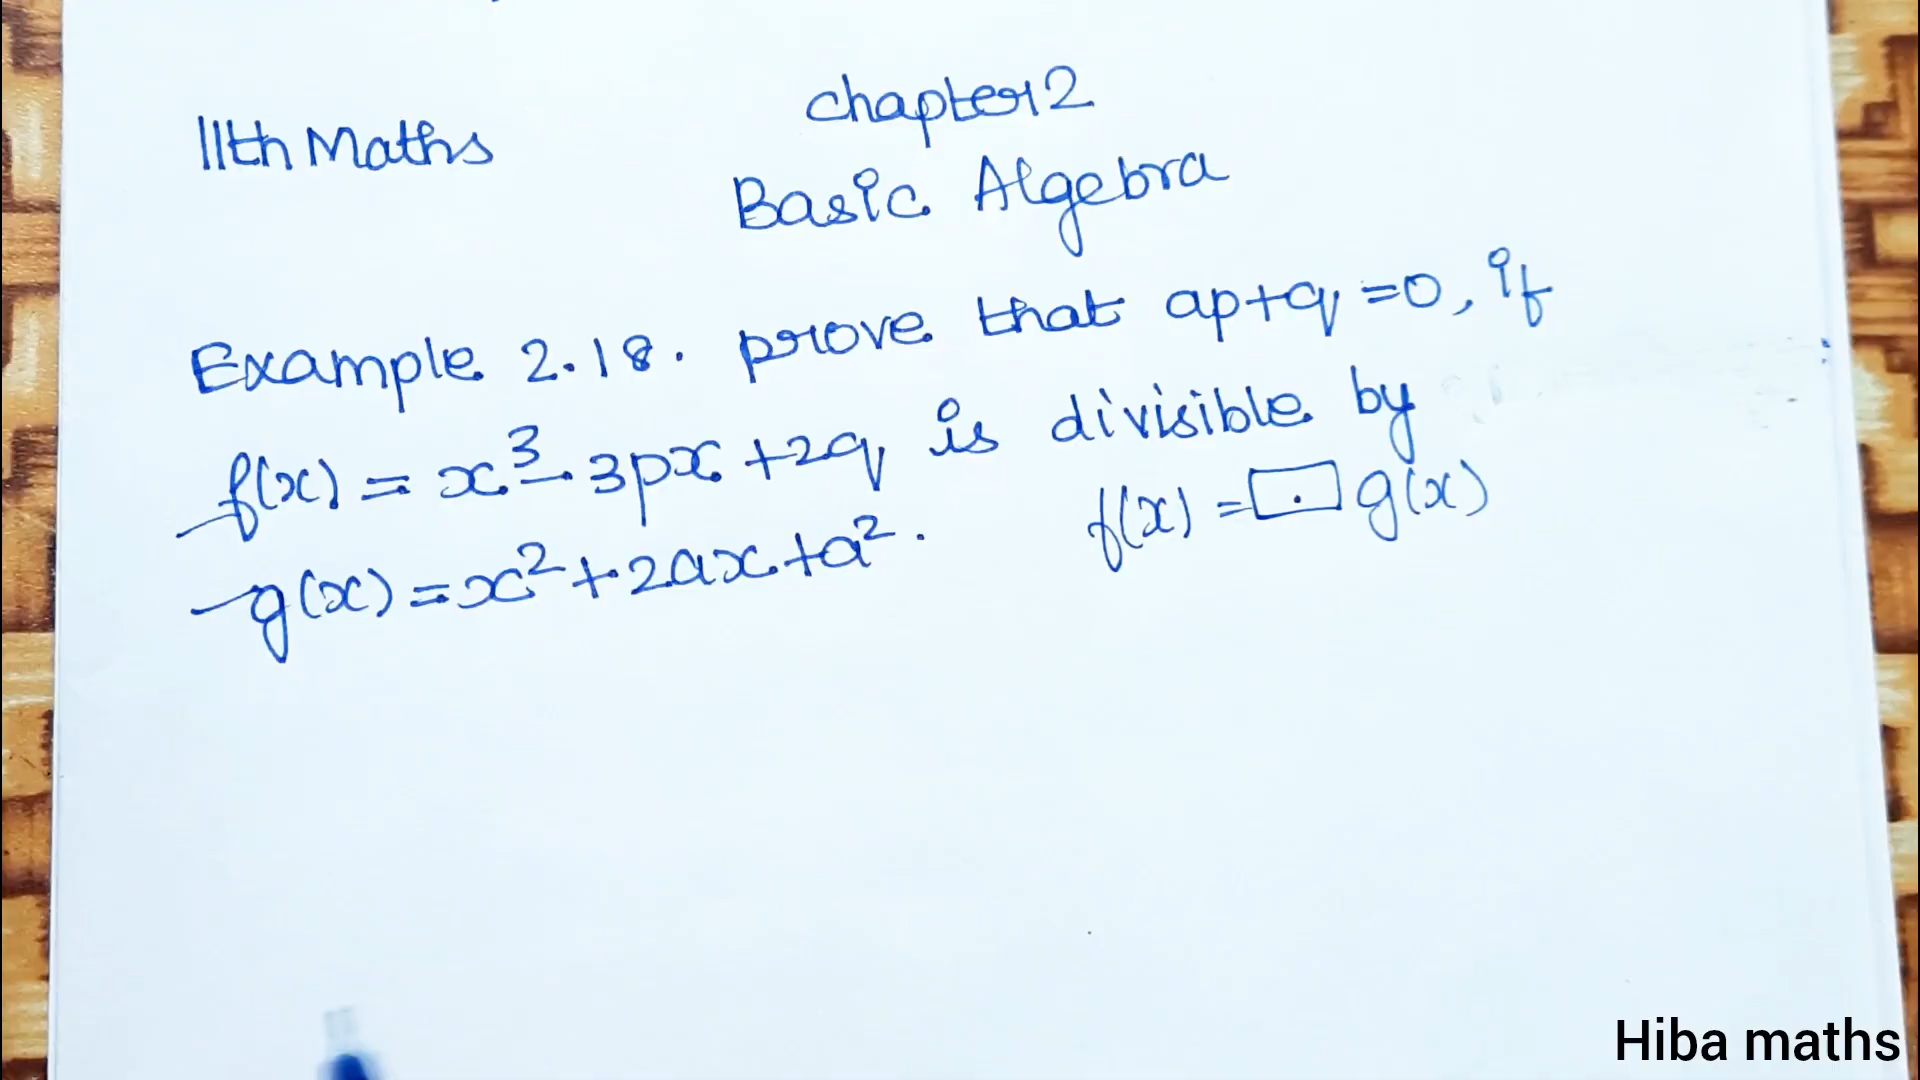 11th Maths
chapter 2
Basic Algebra
Example 2.18. prove that ap+q=0, if
f(x) = x³-3px+2q is divisible by
f(x) = . g(x)
g(x) = x²+2ax+a².
Hiba maths